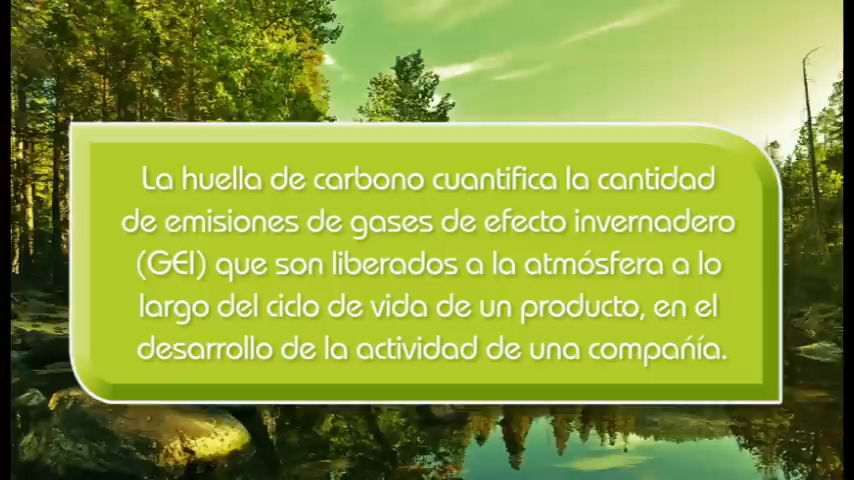 La huella de carbono cuantifica la cantidad
de emisiones de gases de efecto invernadero
(GEI) que son liberados a la atmósfera a lo
largo del ciclo de vida de un producto, en el
desarrollo de la actividad de una compañía.